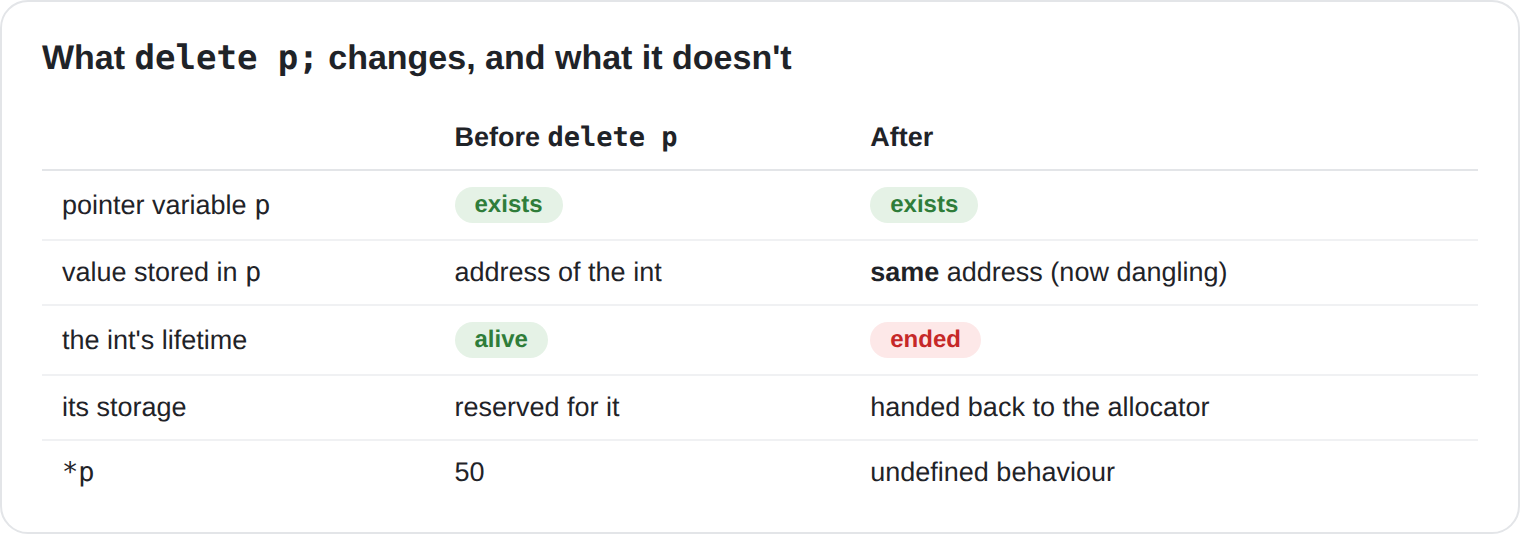 What delete p; changes, and what it doesn't
Before delete p After
pointer variable p exists exists
value stored in p address of the int same address (now dangling)
the int's lifetime alive ended
its storage reserved for it handed back to the allocator
*p 50 undefined behaviour